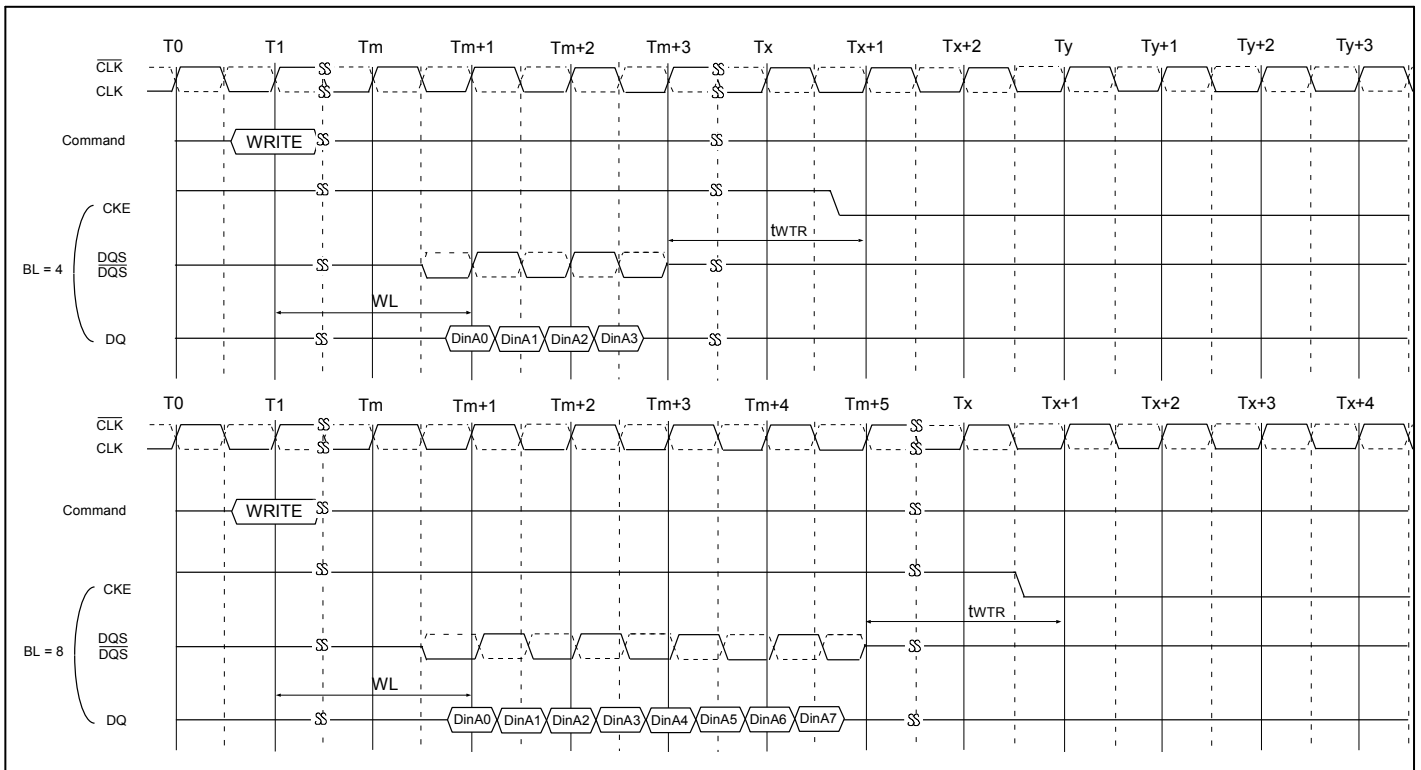 T0 T1 Tm Tm+1 Tm+2 Tm+3 Tx Tx+1 Tx+2 Ty Ty+1 Ty+2 Ty+3
CLK
CLK
Command WRITE
CKE
tWTR
DQS
DQS
BL = 4
WL
DQ DinA0 DinA1 DinA2 DinA3
T0 T1 Tm Tm+1 Tm+2 Tm+3 Tm+4 Tm+5 Tx Tx+1 Tx+2 Tx+3 Tx+4
CLK
CLK
Command WRITE
CKE
tWTR
DQS
DQS
BL = 8
WL
DQ DinA0 DinA1 DinA2 DinA3 DinA4 DinA5 DinA6 DinA7